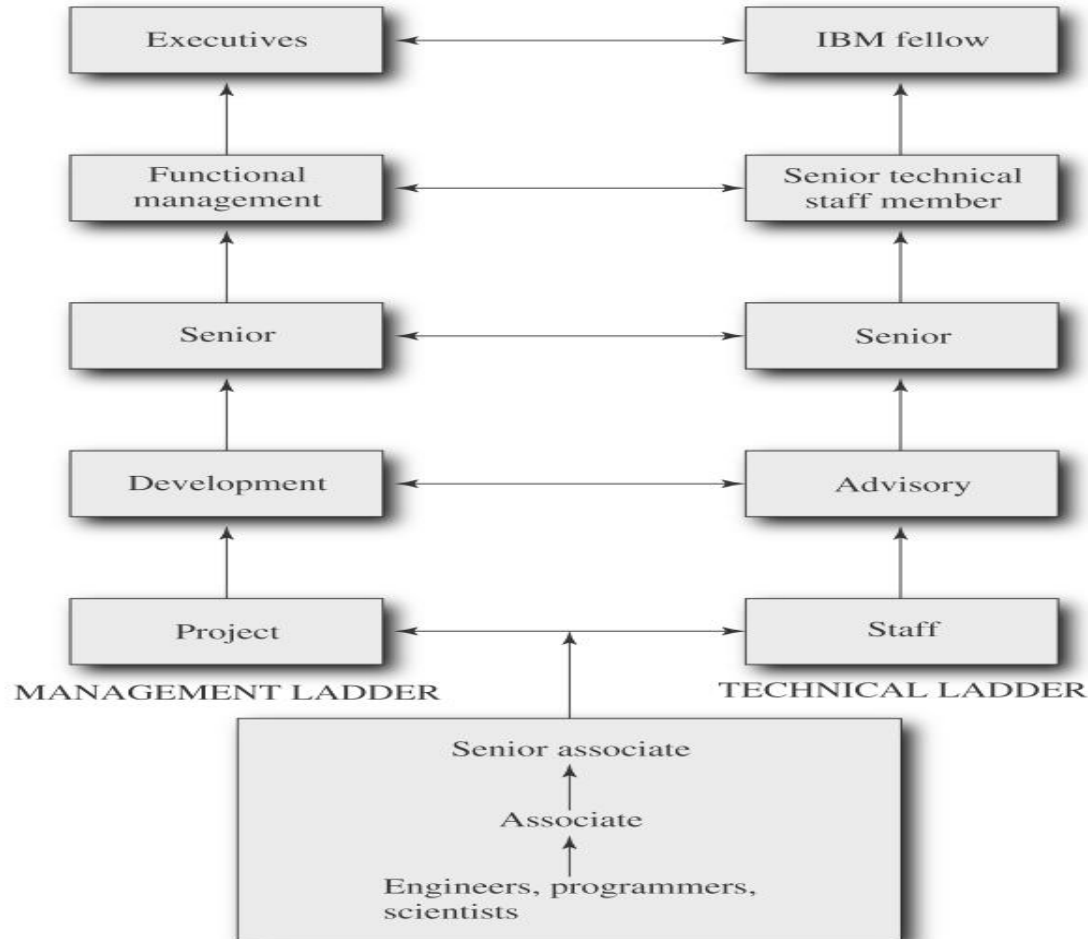 Executives
IBM fellow
Functional
management
Senior technical
staff member
Senior
Senior
Development
Advisory
Project
Staff
MANAGEMENT LADDER
TECHNICAL LADDER
Senior associate
Associate
Engineers, programmers,
scientists